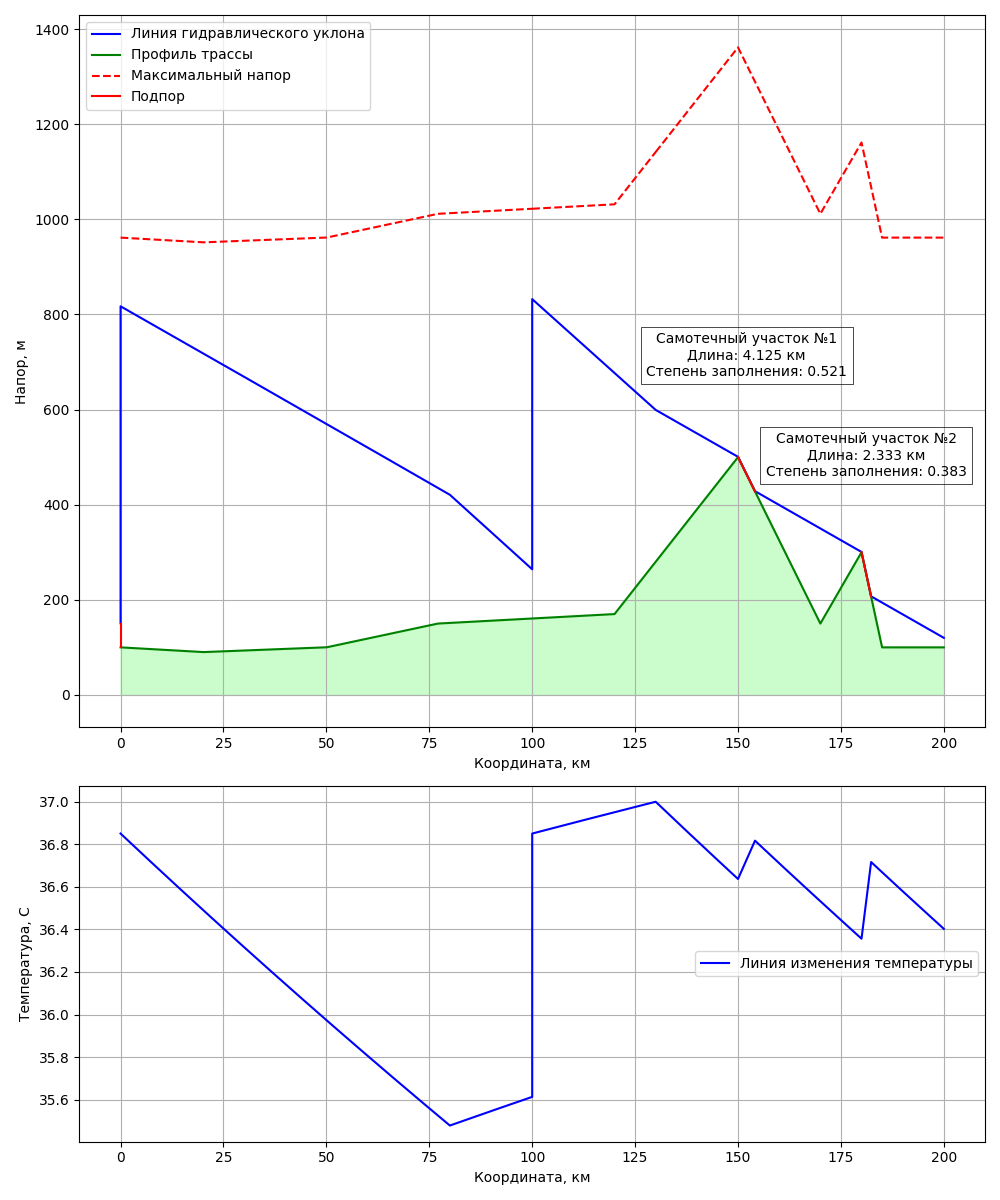 1400
1200
1000
800
600
400
200
0
Напор, м
Линия гидравлического уклона
Профиль трассы
Максимальный напор
Подпор
Самотечный участок №1
Длина: 4.125 км
Степень заполнения: 0.521
Самотечный участок №2
Длина: 2.333 км
Степень заполнения: 0.383
0 25 50 75 100 125 150 175 200
Координата, км
37.0
36.8
36.6
36.4
36.2
36.0
35.8
35.6
Температура, С
Линия изменения температуры
0 25 50 75 100 125 150 175 200
Координата, км